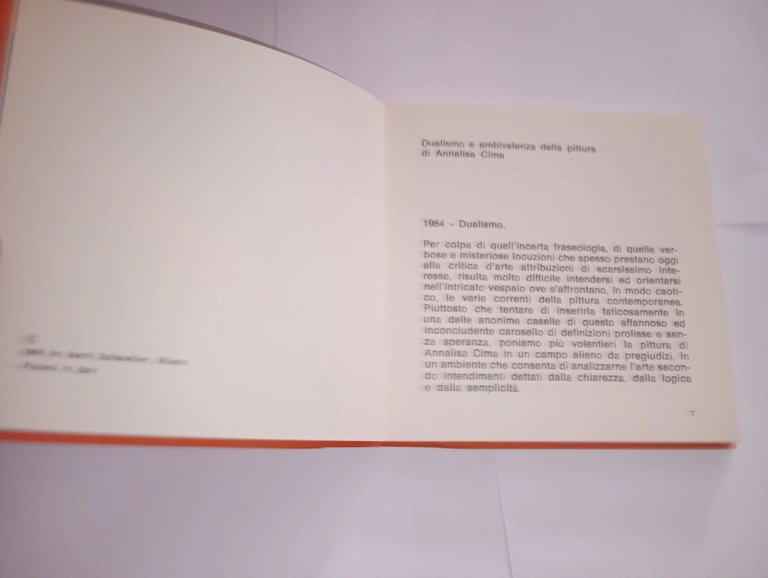 by Vanni Scheiwiller, Milano
Printed in Italy
Dualismo e ambivalenza della pittura
di Annalisa Cima
1964 - Dualismo.
Per colpa di quell'incerta fraseologia, di quelle ver-
bose e misteriose locuzioni che spesso prestano oggi
alla critica d'arte attribuzioni di scarsissimo inte-
resse, risulta molto difficile intendersi ed orientarsi
nell'intricato vespaio ove s'affrontano, in modo caoti-
co, le varie correnti della pittura contemporanea.
Piuttosto che tentare di inserirla faticosamente in
una delle anonime caselle di questo affannoso ed
inconcludente carosello di definizioni prolisse e sen-
za speranza, poniamo più volentieri la pittura di
Annalisa Cima in un campo alieno da pregiudizi, in
un ambiente che consenta di analizzarne l'arte secon-
do intendimenti dettati dalla chiarezza, dalla logica
e dalla semplicità.
7